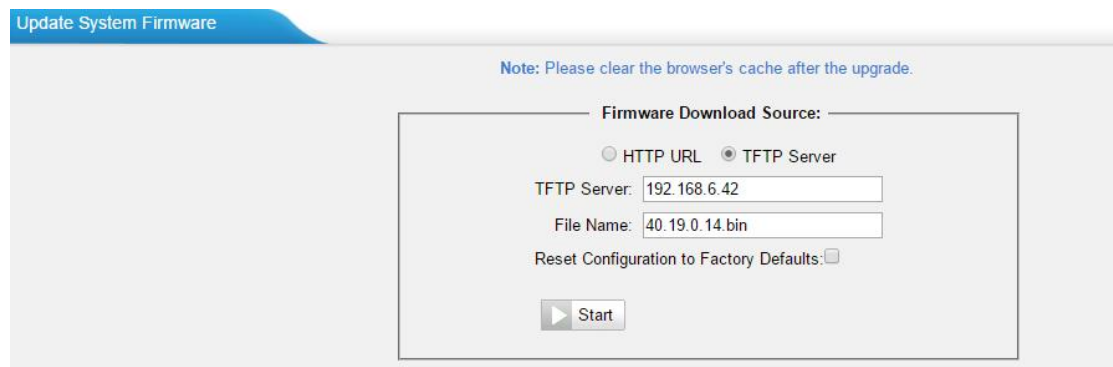 Update System Firmware
Note: Please clear the browser's cache after the upgrade.
Firmware Download Source:
HTTP URL TFTP Server
TFTP Server: 192.168.6.42
File Name: 40.19.0.14.bin
Reset Configuration to Factory Defaults:
Start